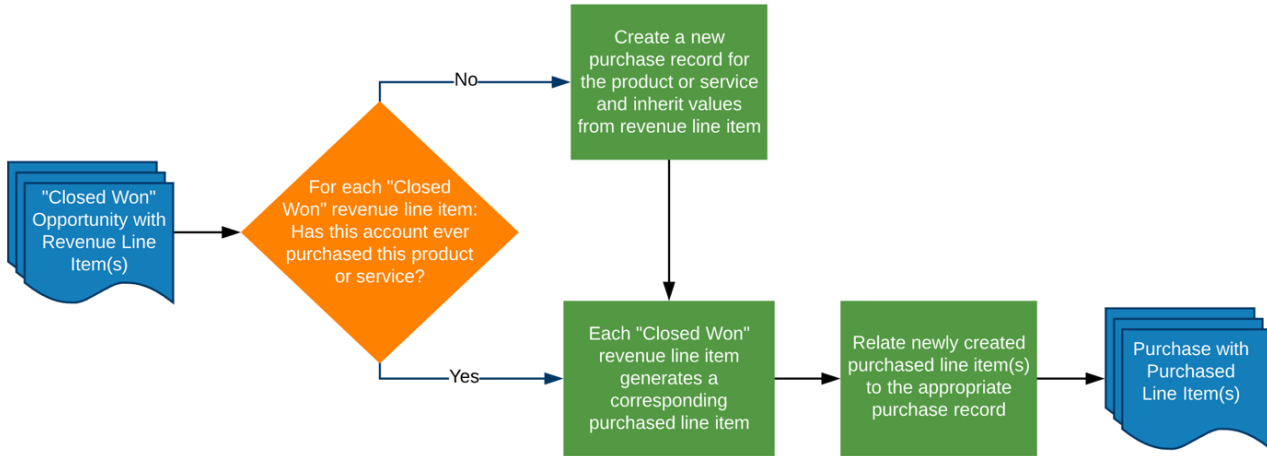 "Closed Won"
Opportunity with
Revenue Line
Item(s)
For each "Closed
Won" revenue line item:
Has this account ever
purchased this product
or service?
No
Create a new
purchase record for
the product or service
and inherit values
from revenue line item
Yes
Each "Closed Won"
revenue line item
generates a
corresponding
purchased line item
Relate newly created
purchased line item(s)
to the appropriate
purchase record
Purchase with
Purchased
Line Item(s)